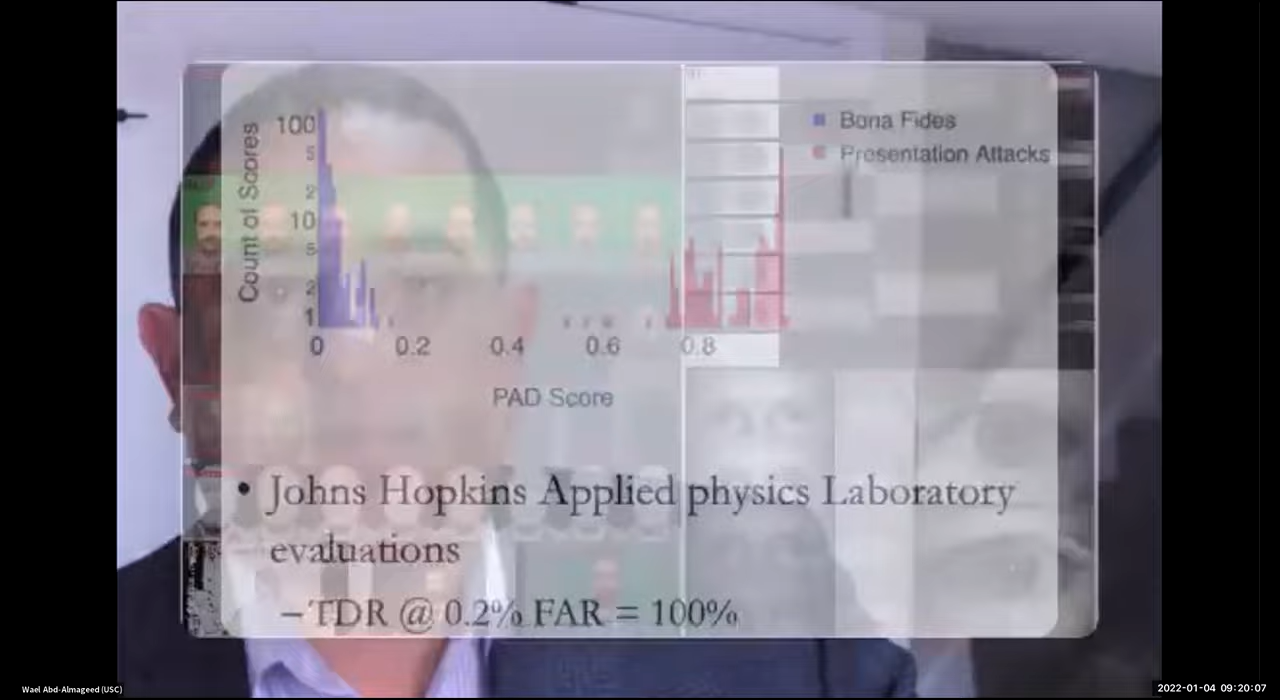 Bona Fides
Presentation Attacks
Count of Scores
100
5
2
10
5
2
1
0 0.2 0.4 0.6 0.8
PAD Score
• Johns Hopkins Applied physics Laboratory
evaluations
– TDR @ 0.2% FAR = 100%
Wael Abd-Almageed (USC)
2022-01-04 09:20:07